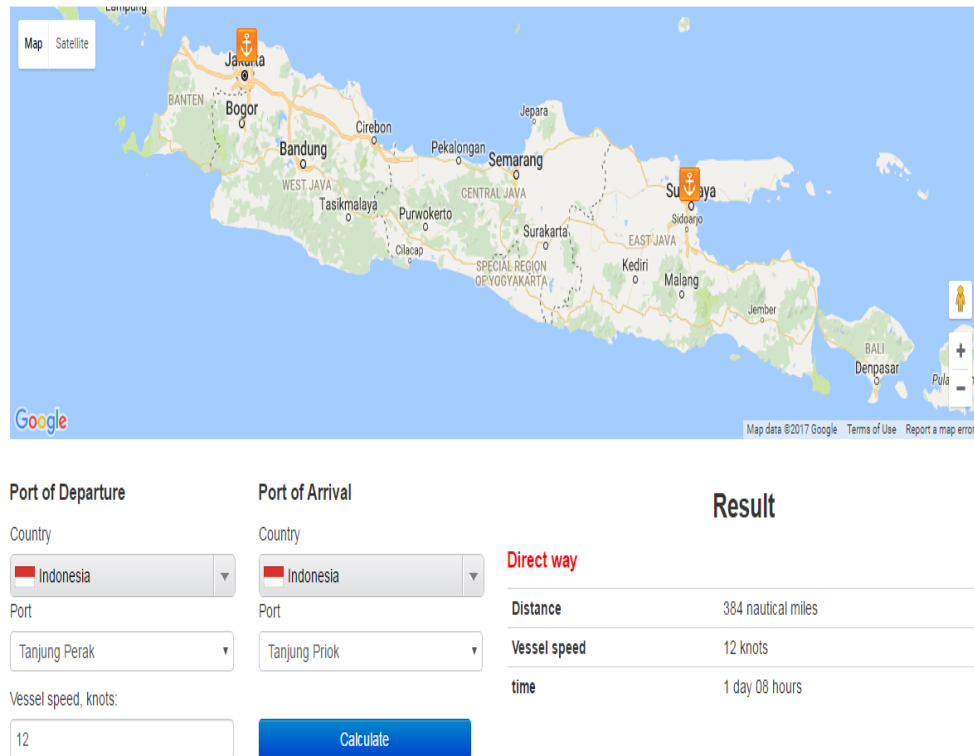 Lampung
Map Satellite
Jakarta
BANTEN
Bogor
Jepara
Cirebon
Bandung
Pekalongan
Semarang
WEST JAVA
CENTRAL JAVA
Tasikmalaya
Purwokerto
Sidoarjo
Surakarta
EAST JAVA
Cilacap
SPECIAL REGION
OF YOGYAKARTA
Kediri
Malang
Jember
BALI
Denpasar
+
−
Google
Map data ©2017 Google Terms of Use Report a map error
Port of Departure
Country
Indonesia
Port
Tanjung Perak
Vessel speed, knots:
12
Port of Arrival
Country
Indonesia
Port
Tanjung Priok
Calculate
Result
Direct way
Distance 384 nautical miles
Vessel speed 12 knots
time 1 day 08 hours